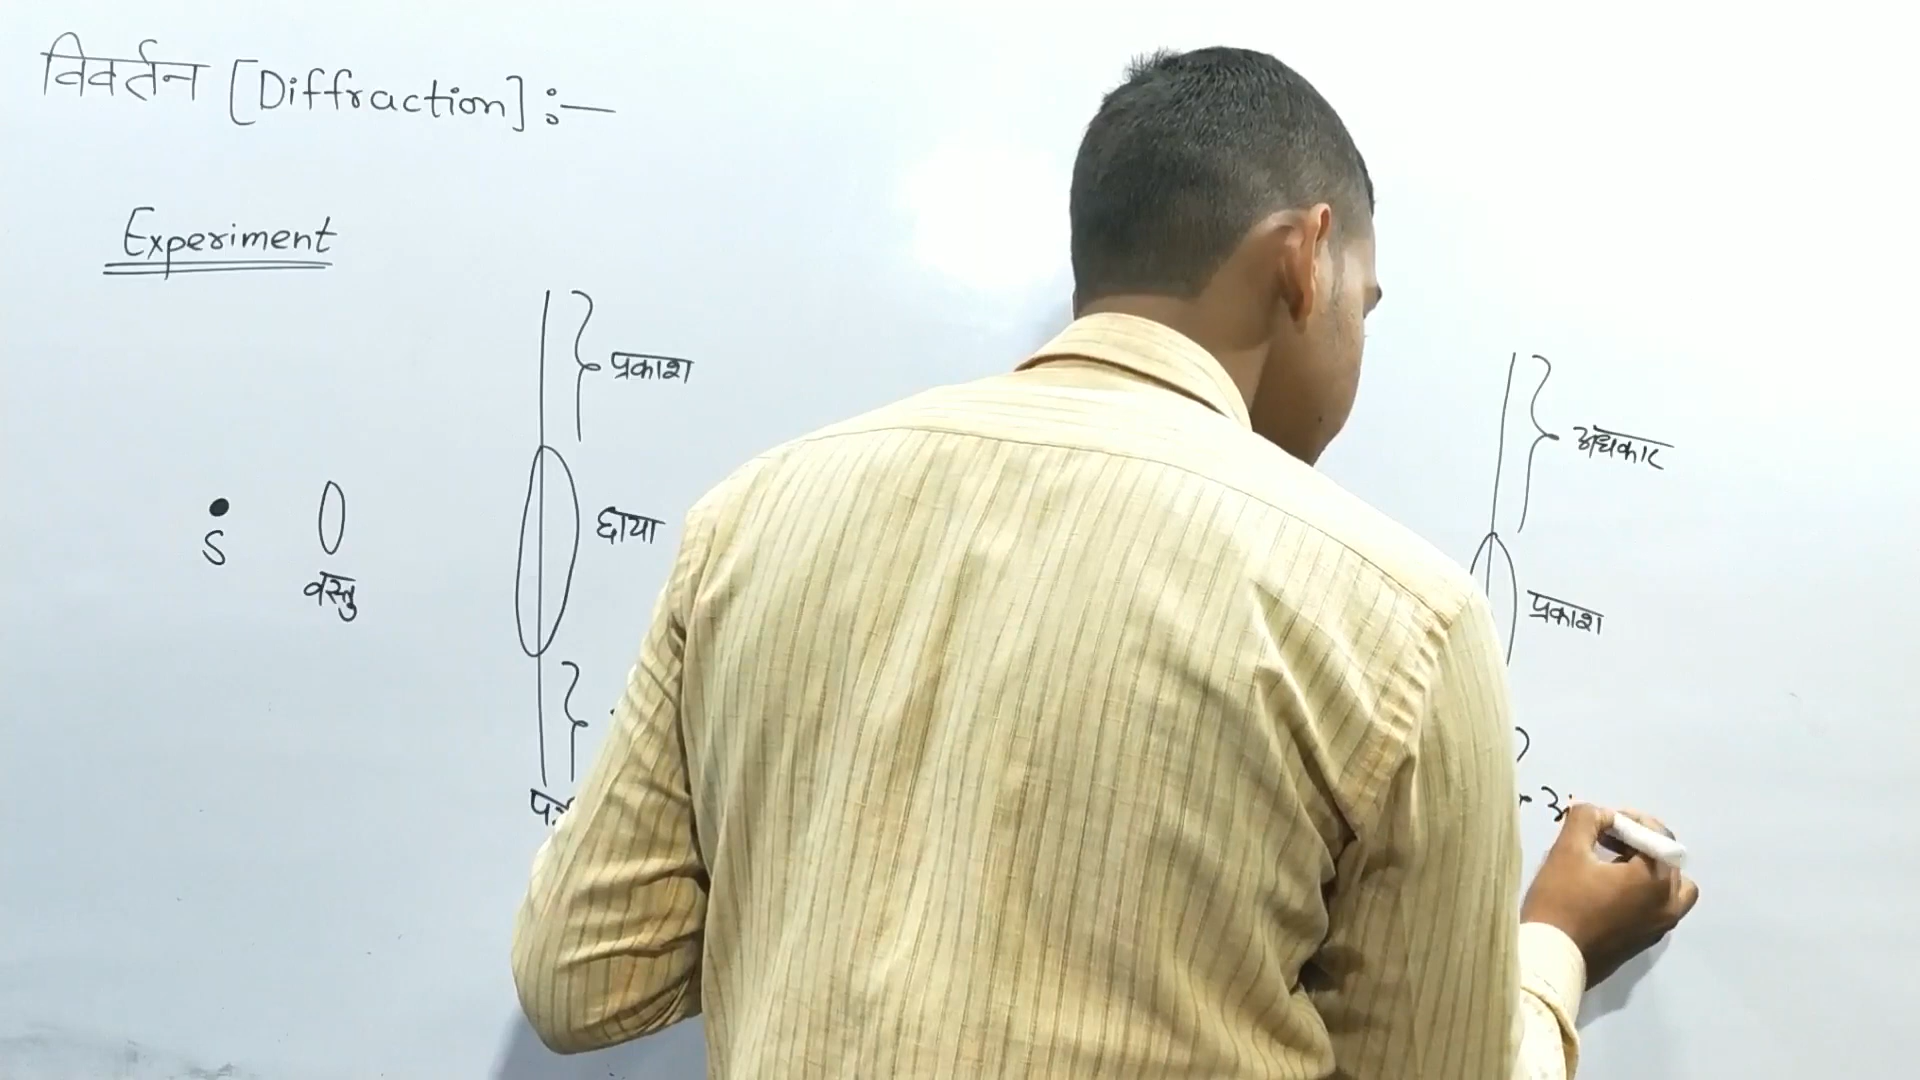 विवर्तन [Diffraction] :—
Experiment
प्रकाश
छाया
S
वस्तु
अंधकार
प्रकाश